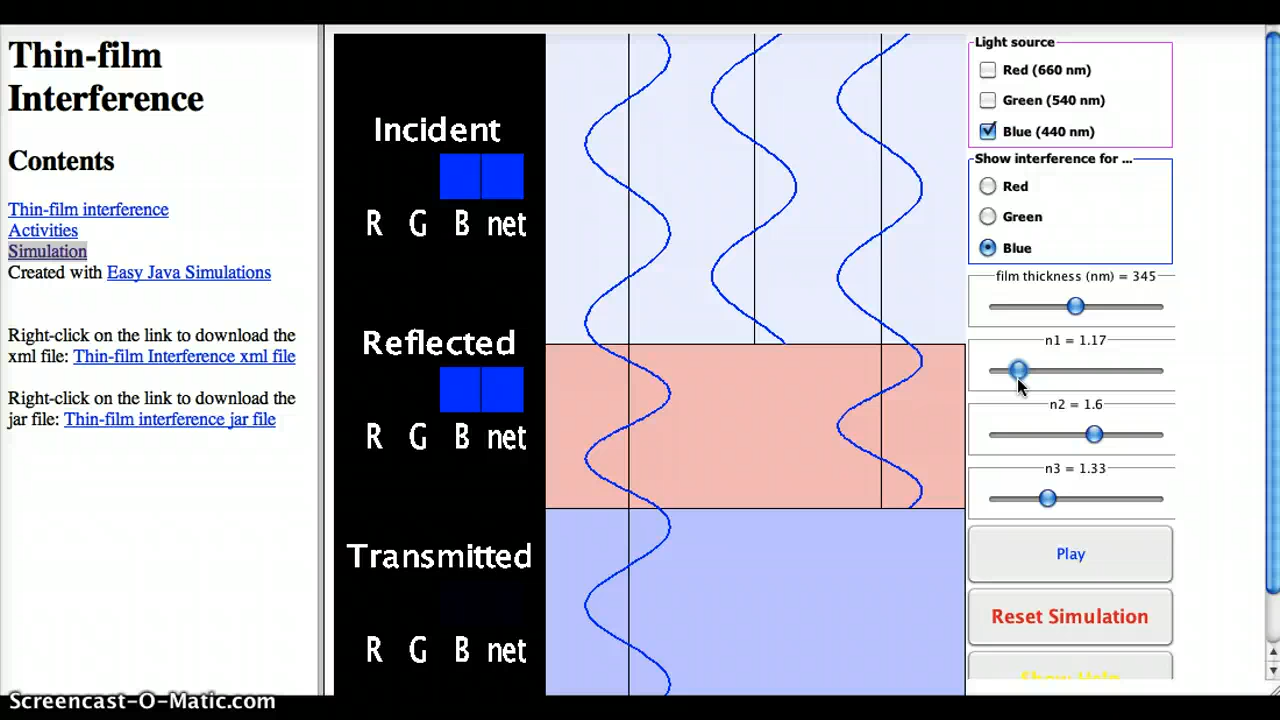 Thin-film
Interference
Contents
Thin-film interference
Activities
Simulation
Created with Easy Java Simulations
Right-click on the link to download the
xml file: Thin-film Interference xml file
Right-click on the link to download the
jar file: Thin-film interference jar file
Incident
R G B net
Reflected
R G B net
Transmitted
R G B net
Light source
Red (660 nm)
Green (540 nm)
Blue (440 nm)
Show interference for ...
Red
Green
Blue
film thickness (nm) = 345
n1 = 1.17
n2 = 1.6
n3 = 1.33
Play
Reset Simulation
Show Help
Screencast-O-Matic.com